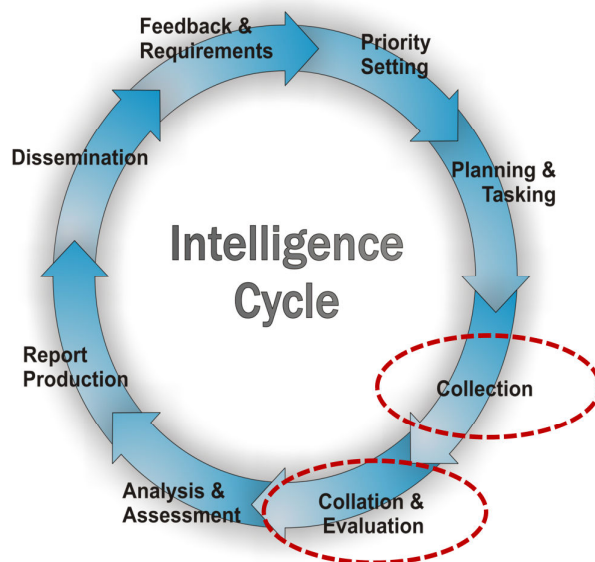 Feedback &
Requirements
Priority
Setting
Planning &
Tasking
Collection
Collation &
Evaluation
Analysis &
Assessment
Report
Production
Dissemination
Intelligence
Cycle